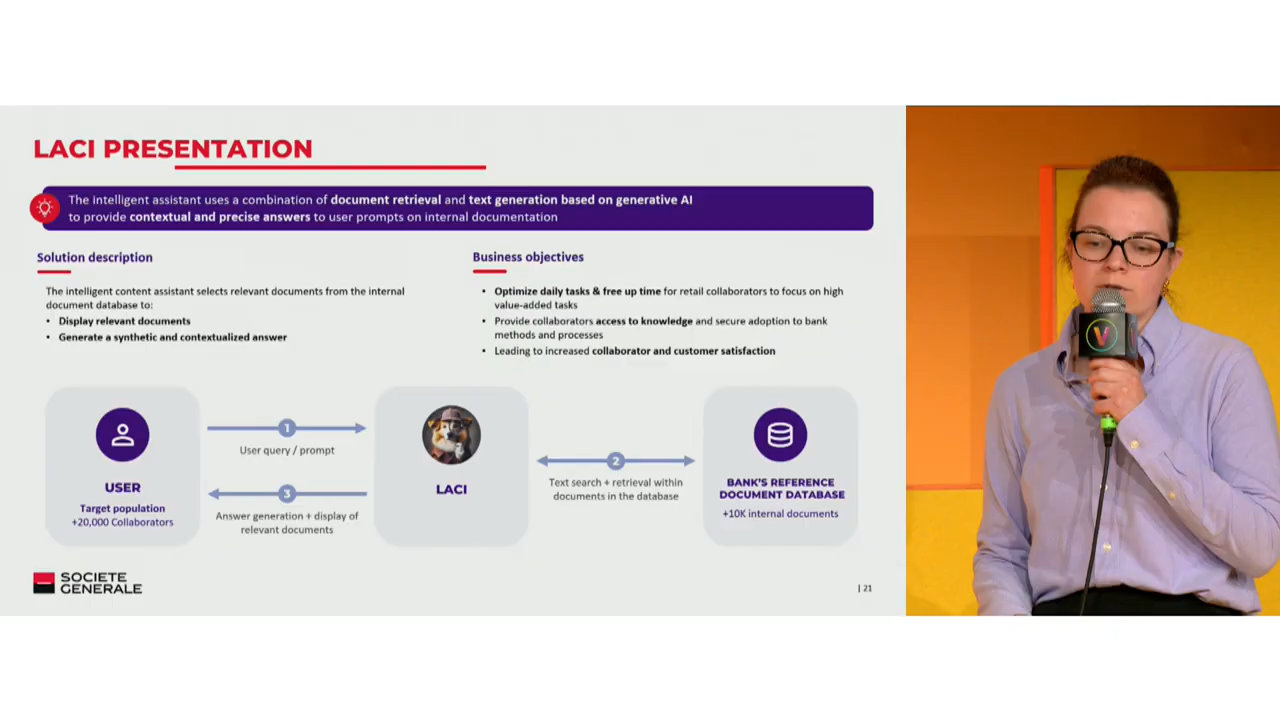 LACI PRESENTATION
The intelligent assistant uses a combination of document retrieval and text generation based on generative AI
to provide contextual and precise answers to user prompts on internal documentation
Solution description
The intelligent content assistant selects relevant documents from the internal
document database to:
• Display relevant documents
• Generate a synthetic and contextualized answer
Business objectives
• Optimize daily tasks & free up time for retail collaborators to focus on high
value-added tasks
• Provide collaborators access to knowledge and secure adoption to bank
methods and processes
• Leading to increased collaborator and customer satisfaction
USER
Target population
+20,000 Collaborators
1
User query / prompt
3
Answer generation + display of
relevant documents
LACI
2
Text search + retrieval within
documents in the database
BANK'S REFERENCE
DOCUMENT DATABASE
+10K internal documents
SOCIETE
GENERALE
| 21
V